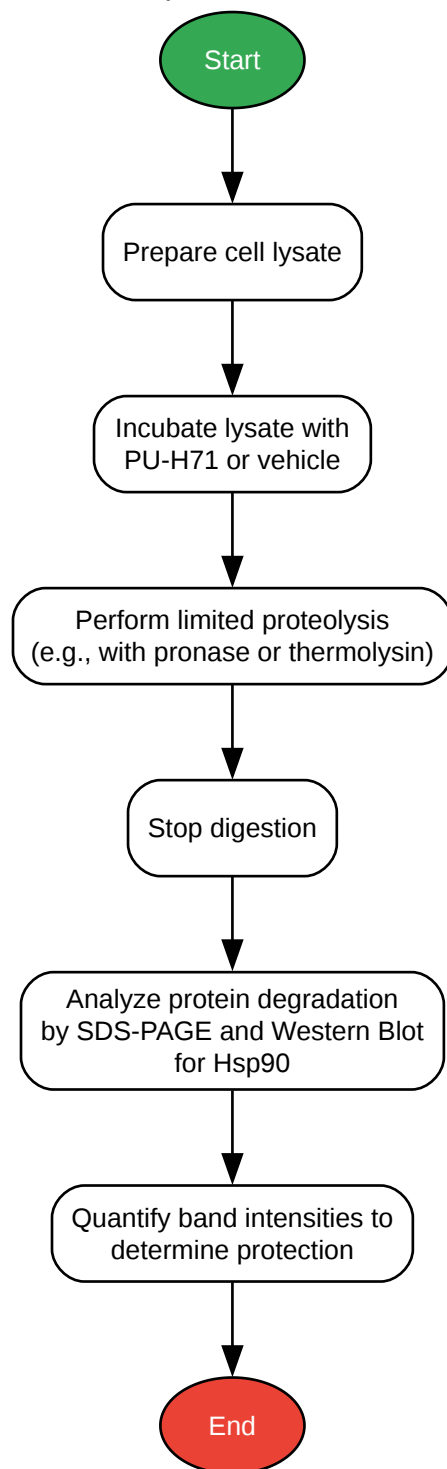 Start
Prepare cell lysate
Incubate lysate with
PU-H71 or vehicle
Perform limited proteolysis
(e.g., with pronase or thermolysin)
Stop digestion
Analyze protein degradation
by SDS-PAGE and Western Blot
for Hsp90
Quantify band intensities to
determine protection
End